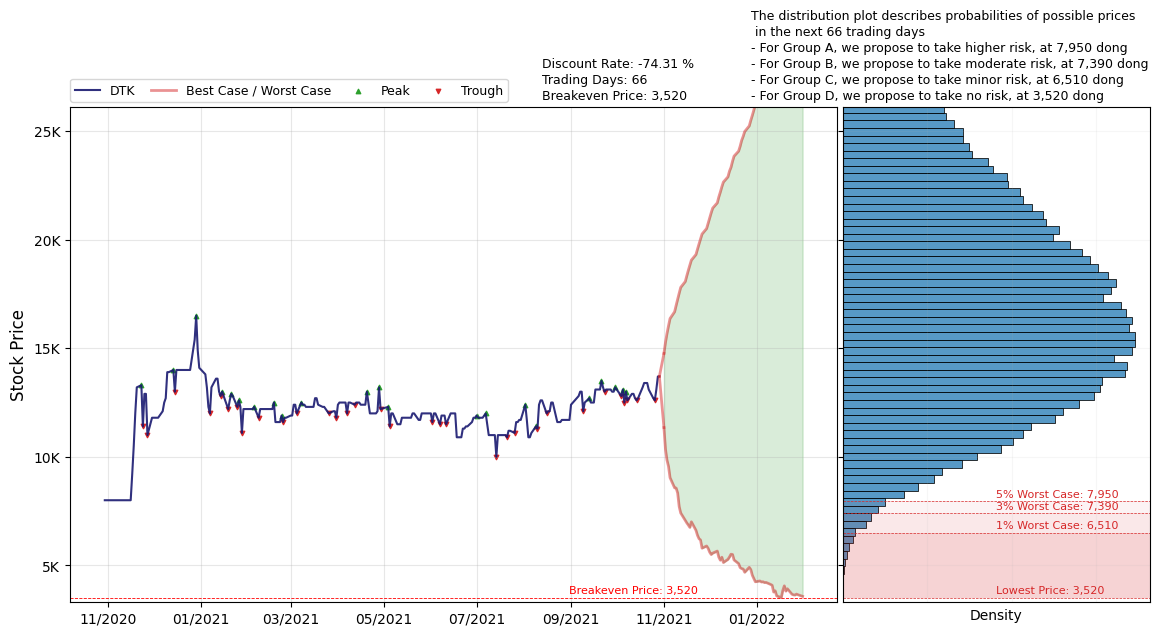 The distribution plot describes probabilities of possible prices
in the next 66 trading days
- For Group A, we propose to take higher risk, at 7,950 dong
- For Group B, we propose to take moderate risk, at 7,390 dong
- For Group C, we propose to take minor risk, at 6,510 dong
- For Group D, we propose to take no risk, at 3,520 dong
Discount Rate: -74.31 %
Trading Days: 66
Breakeven Price: 3,520
DTK
Best Case / Worst Case
Peak
Trough
Stock Price
25K
20K
15K
10K
5K
Breakeven Price: 3,520
11/2020
01/2021
03/2021
05/2021
07/2021
09/2021
11/2021
01/2022
5% Worst Case: 7,950
3% Worst Case: 7,390
1% Worst Case: 6,510
Lowest Price: 3,520
Density